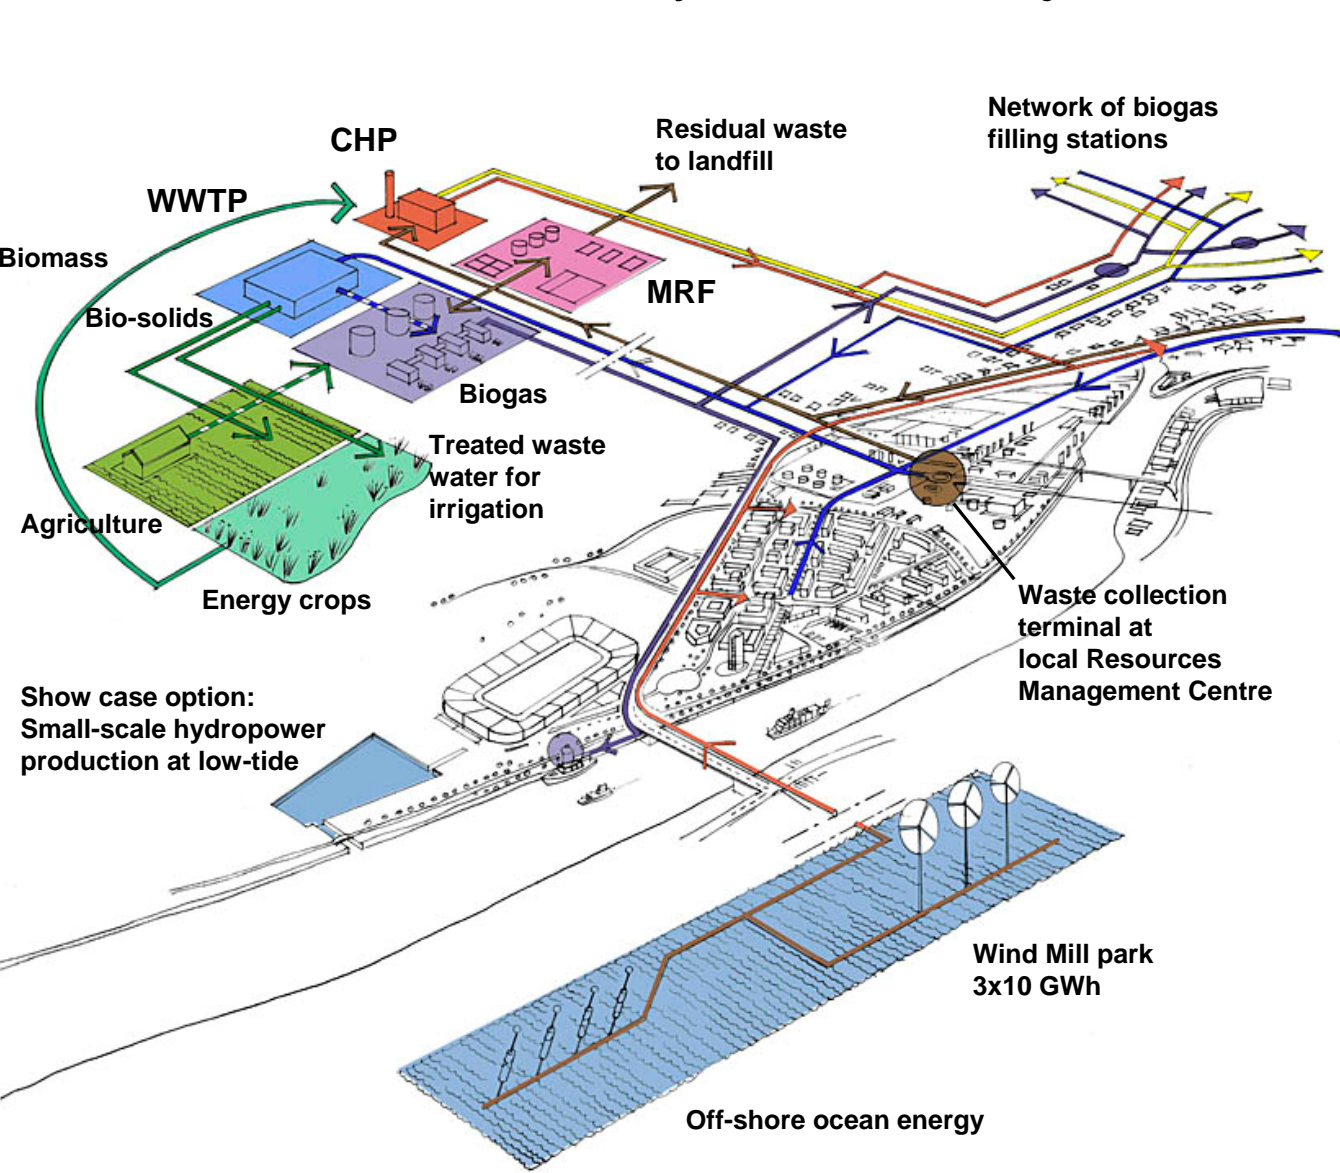 Network of biogas
filling stations
Residual waste
to landfill
CHP
WWTP
Biomass
MRF
Bio-solids
Biogas
Treated waste
water for
irrigation
Agriculture
Energy crops
Waste collection
terminal at
local Resources
Management Centre
Show case option:
Small-scale hydropower
production at low-tide
Wind Mill park
3x10 GWh
Off-shore ocean energy